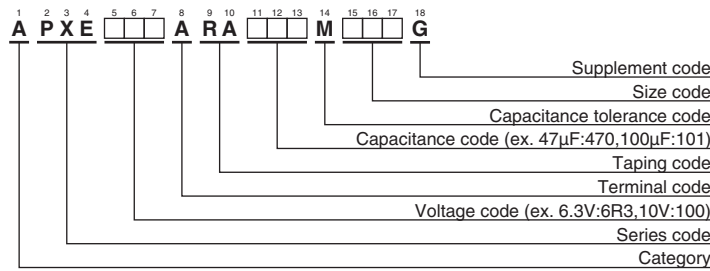 1 2 3 4 5 6 7 8 9 10 11 12 13 14 15 16 17 18
A PXE A RA M G
Supplement code
Size code
Capacitance tolerance code
Capacitance code (ex. 47µF:470,100µF:101)
Taping code
Terminal code
Voltage code (ex. 6.3V:6R3,10V:100)
Series code
Category